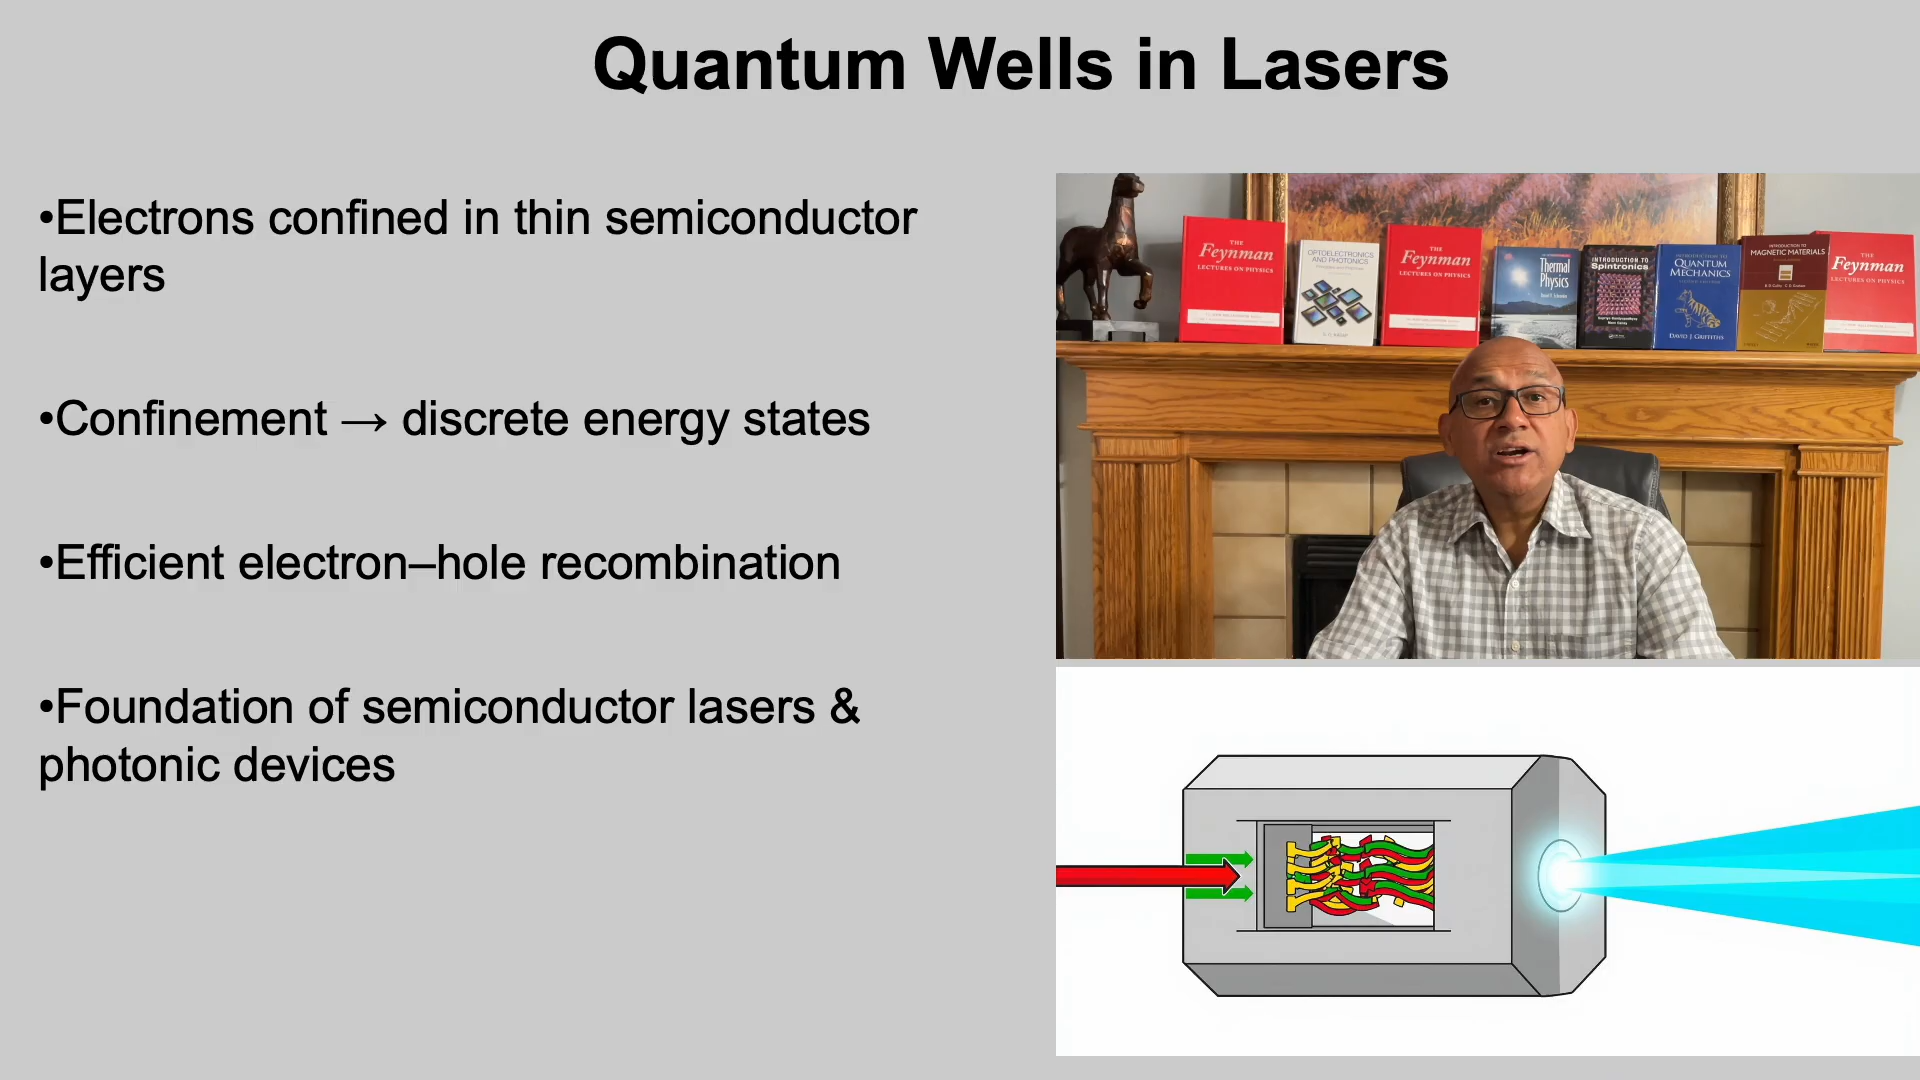 Quantum Wells in Lasers
•Electrons confined in thin semiconductor
layers
•Confinement → discrete energy states
•Efficient electron–hole recombination
•Foundation of semiconductor lasers &
photonic devices
THE
Feynman
LECTURES ON PHYSICS
OPTOELECTRONICS
AND PHOTONICS
S. O. KASAP
THE
Feynman
LECTURES ON PHYSICS
Thermal
Physics
INTRODUCTION TO
Spintronics
INTRODUCTION TO
QUANTUM
MECHANICS
DAVID J. GRIFFITHS
INTRODUCTION TO
MAGNETIC MATERIALS
THE
Feynman
LECTURES ON PHYSICS